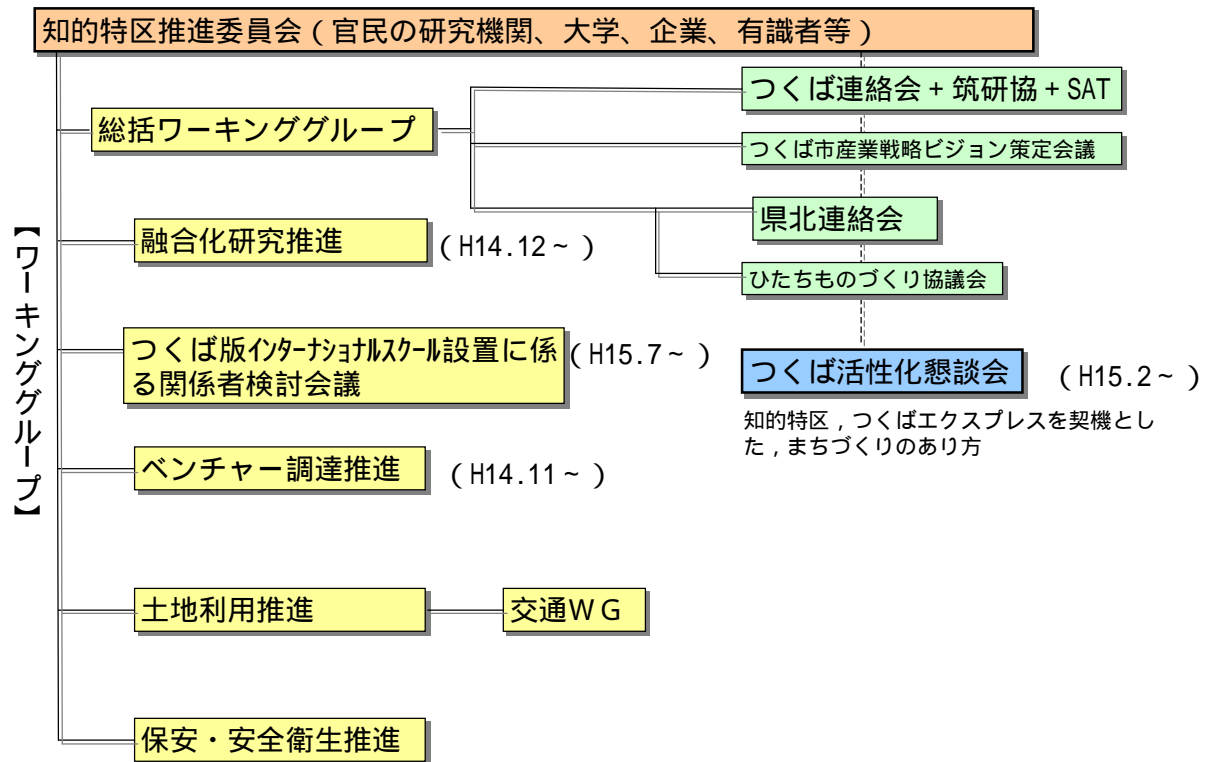 知的特区推進委員会（官民の研究機関、大学、企業、有識者等）
【ワーキンググループ】
総括ワーキンググループ
つくば連絡会＋筑研協＋SAT
つくば市産業戦略ビジョン策定会議
県北連絡会
ひたちものづくり協議会
融合化研究推進
（H14.12～）
つくば版ｲﾝﾀｰﾅｼｮﾅﾙｽｸｰﾙ設置に係
る関係者検討会議
（H15.7～）
つくば活性化懇談会
（H15.2～）
知的特区，つくばエクスプレスを契機とし
た，まちづくりのあり方
ベンチャー調達推進
（H14.11～）
土地利用推進
交通ＷＧ
保安・安全衛生推進